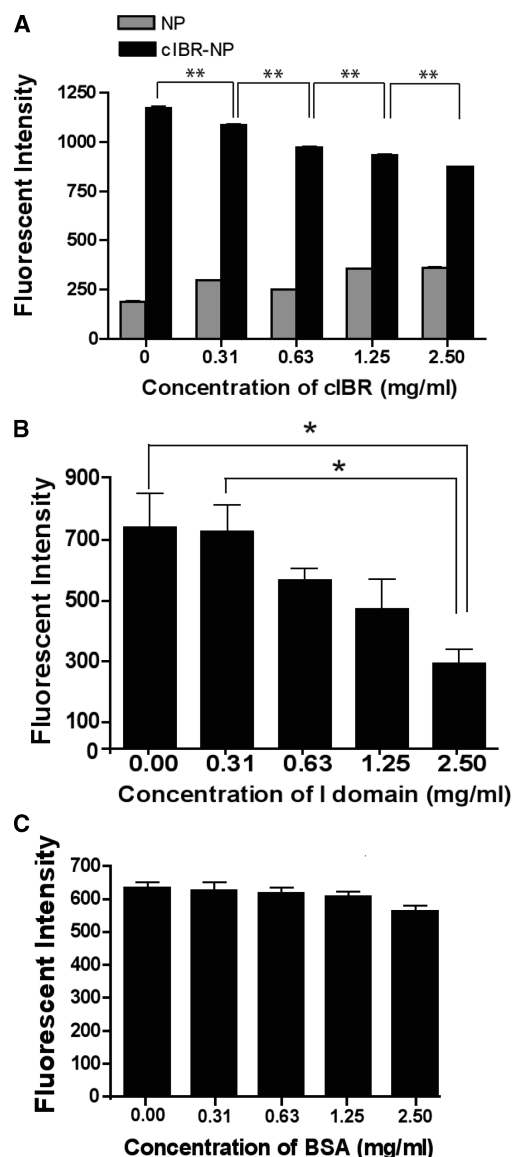 A
NP
cIBR-NP
** ** ** **
1250
1000
750
500
250
0
Fluorescent Intensity
0 0.31 0.63 1.25 2.50
Concentration of cIBR (mg/ml)
B
*
*
900
700
500
300
100
0
Fluorescent Intensity
0.00 0.31 0.63 1.25 2.50
Concentration of I domain (mg/ml)
C
700
600
500
400
300
200
100
0
Fluorescent Intensity
0.00 0.31 0.63 1.25 2.50
Concentration of BSA (mg/ml)